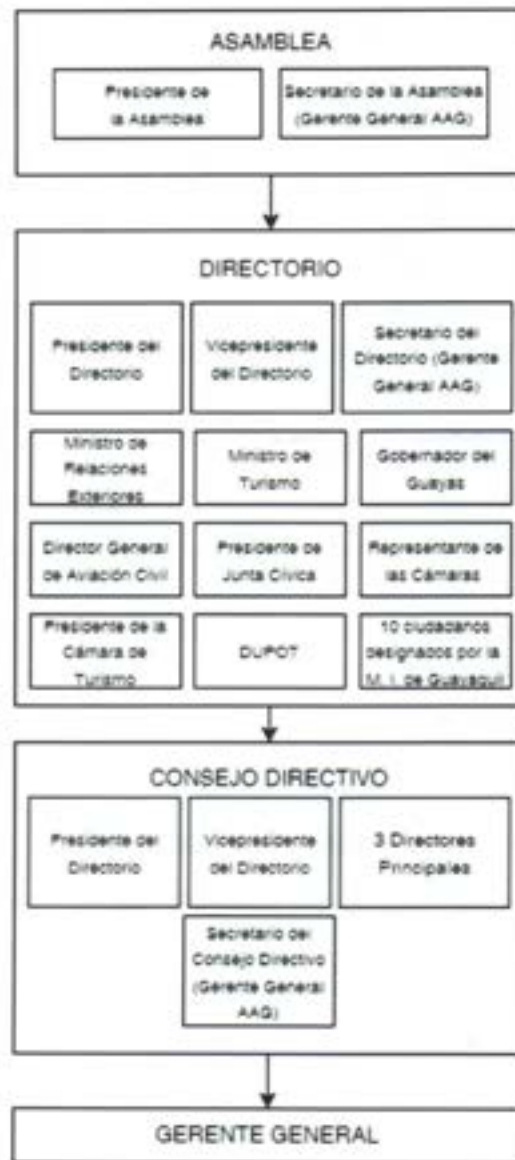 ASAMBLEA
Presidente de
la Asamblea
Secretario de la Asamblea
(Gerente General AAG)
DIRECTORIO
Presidente del
Directorio
Vicepresidente
del Directorio
Secretario del
Directorio (Gerente
General AAG)
Ministro de
Relaciones
Exteriores
Ministro de
Turismo
Gobernador del
Guayas
Director General
de Aviación Civil
Presidente de
Junta Cívica
Representante de
las Cámaras
Presidente de la
Cámara de
Turismo
DUPOT
10 ciudadanos
designados por la
M. I. de Guayaquil
CONSEJO DIRECTIVO
Presidente del
Directorio
Vicepresidente
del Directorio
3 Directores
Principales
Secretario del
Consejo Directivo
(Gerente General
AAG)
GERENTE GENERAL